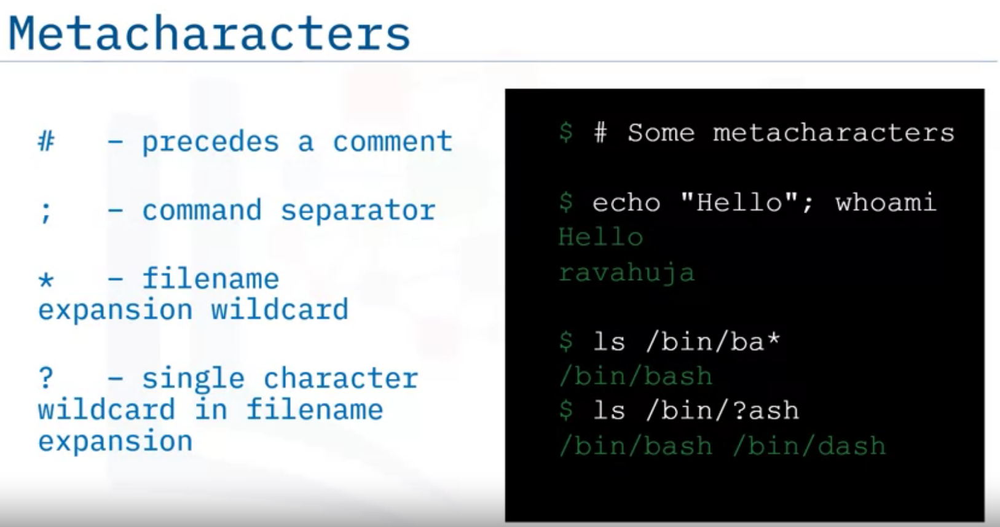 Metacharacters
# – precedes a comment
; – command separator
* – filename
expansion wildcard
? – single character
wildcard in filename
expansion
$ # Some metacharacters
$ echo "Hello"; whoami
Hello
ravahuja
$ ls /bin/ba*
/bin/bash
$ ls /bin/?ash
/bin/bash /bin/dash